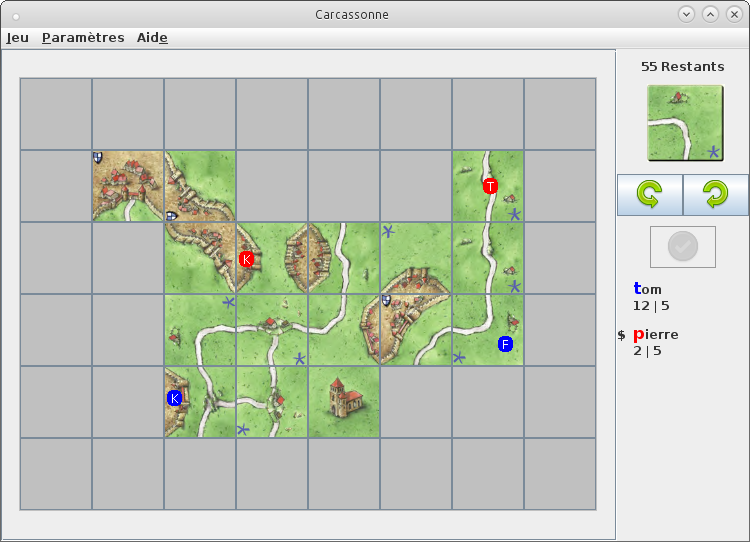 Carcassonne
Jeu Paramètres Aide
55 Restants
T
K
tom
12 | 5
$ pierre
2 | 5
F
K